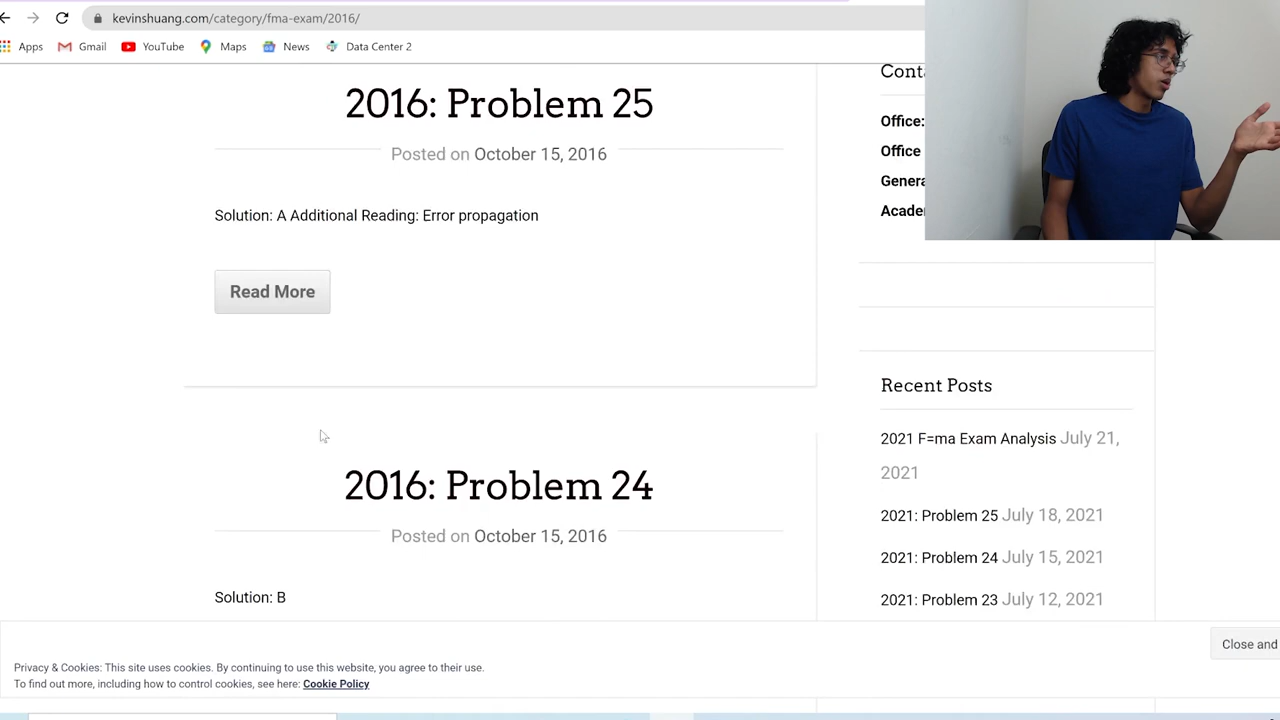 kevinshuang.com/category/fma-exam/2016/
Apps Gmail YouTube Maps News Data Center 2
2016: Problem 25
Posted on October 15, 2016
Solution: A Additional Reading: Error propagation
Read More
2016: Problem 24
Posted on October 15, 2016
Solution: B
Office:
Office
Recent Posts
2021 F=ma Exam Analysis July 21,
2021
2021: Problem 25 July 18, 2021
2021: Problem 24 July 15, 2021
2021: Problem 23 July 12, 2021
Privacy & Cookies: This site uses cookies. By continuing to use this website, you agree to their use.
To find out more, including how to control cookies, see here: Cookie Policy
Close and